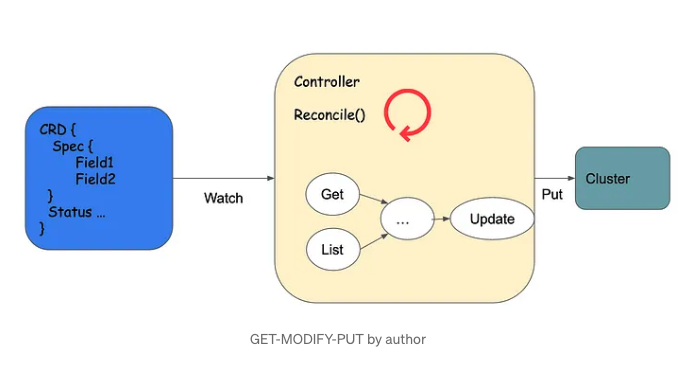 CRD {
Spec {
Field1
Field2
}
Status ...
}
Watch
Controller
Reconcile()
Get
List
...
Update
Put
Cluster
GET-MODIFY-PUT by author